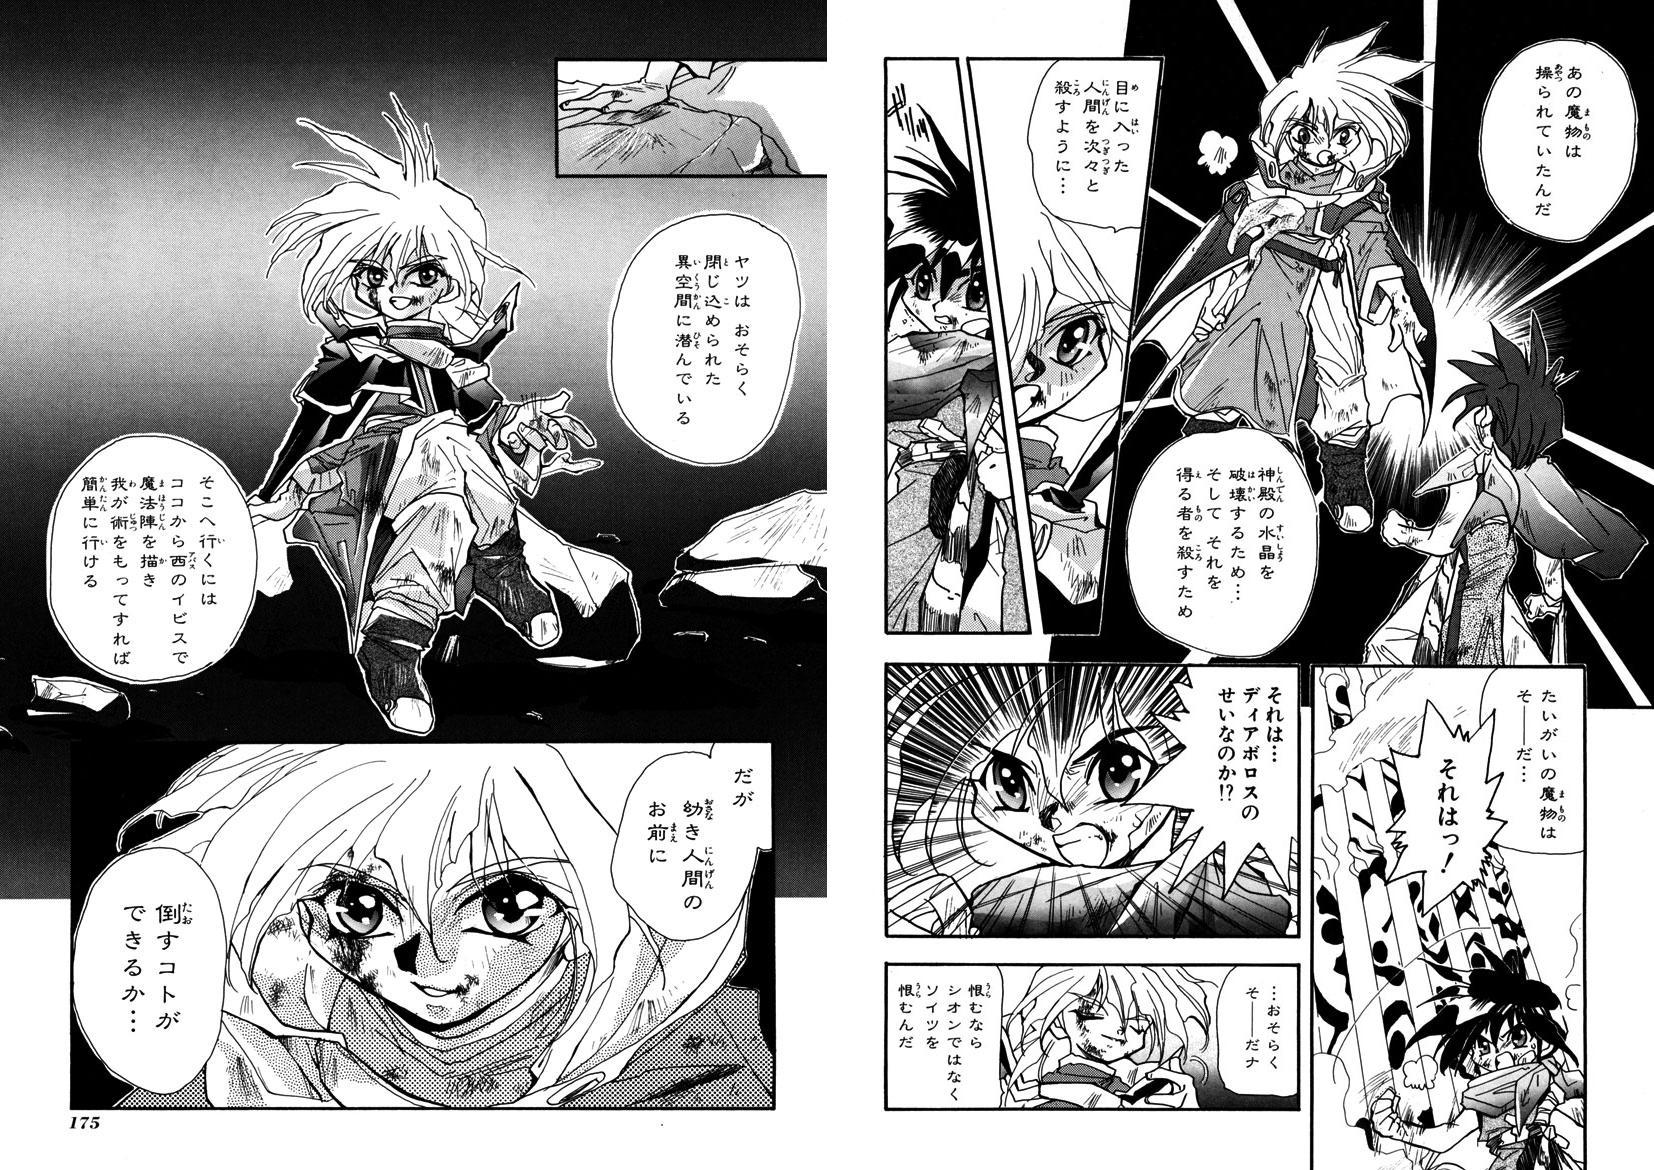 あの魔物は
操られていたんだ
神殿の水晶を
破壊するため…
そして それを
得る者を殺すため
目に入った
人間を次々と
殺すように…
たいがいの魔物は
そ――だ…
それはっ！
それは…
ディアボロスの
せいなのか!?
…おそらく
そ――だナ
恨むなら
シオンではなく
ソイツを
恨むんだ
ヤツは おそらく
閉じ込められた
異空間に潜んでいる
そこへ行くには
ココから西のイビスで
魔法陣を描き
我が術をもってすれば
簡単に行ける
だが
幼き人間の
お前に
倒すコトが
できるか…
175